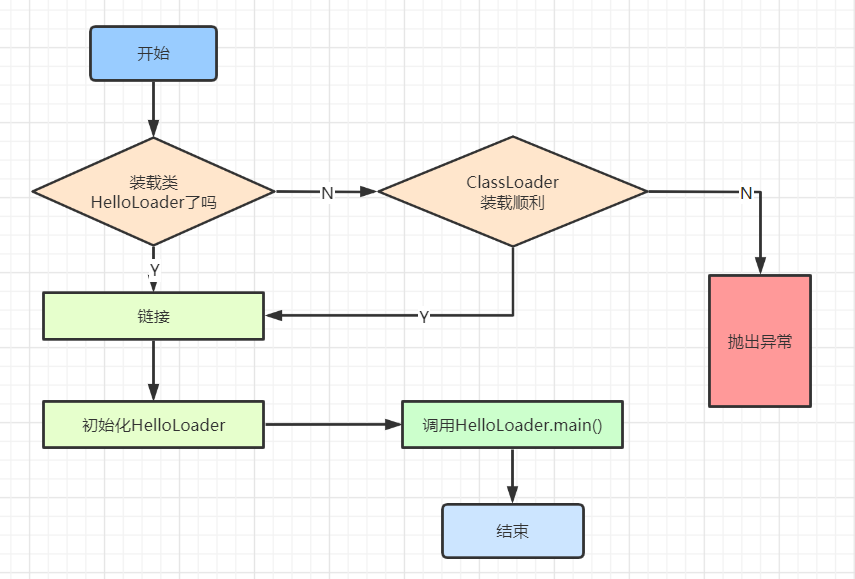 开始
装载类
HelloLoader了吗
N
ClassLoader
装载顺利
N
Y
链接
Y
抛出异常
初始化HelloLoader
调用HelloLoader.main()
结束